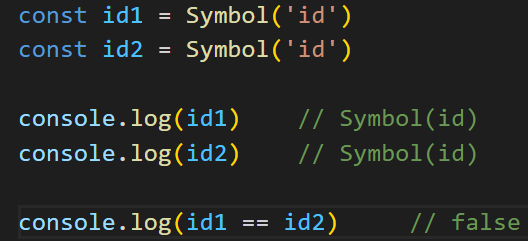 const id1 = Symbol('id')
const id2 = Symbol('id')
console.log(id1)    // Symbol(id)
console.log(id2)    // Symbol(id)
console.log(id1 == id2)     // false